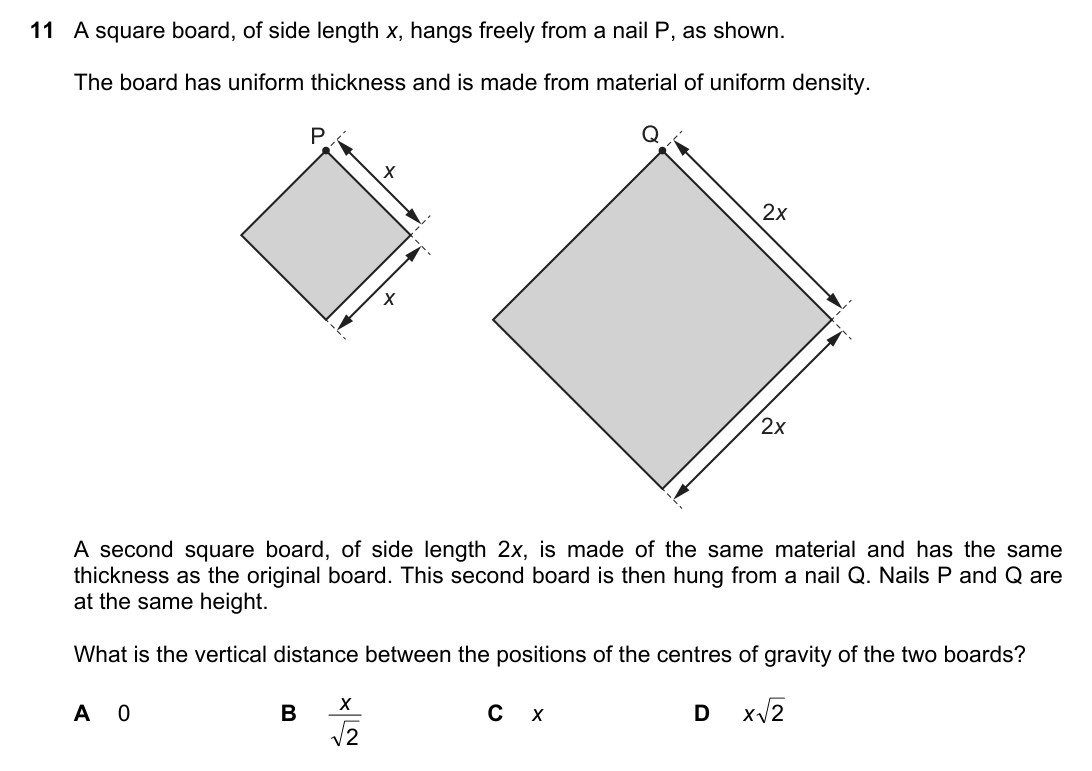 11 A square board, of side length x, hangs freely from a nail P, as shown.
The board has uniform thickness and is made from material of uniform density.
P
Q
x
2x
x
2x
A second square board, of side length 2x, is made of the same material and has the same
thickness as the original board. This second board is then hung from a nail Q. Nails P and Q are
at the same height.
What is the vertical distance between the positions of the centres of gravity of the two boards?
A 0 B x/√2 C x D x√2